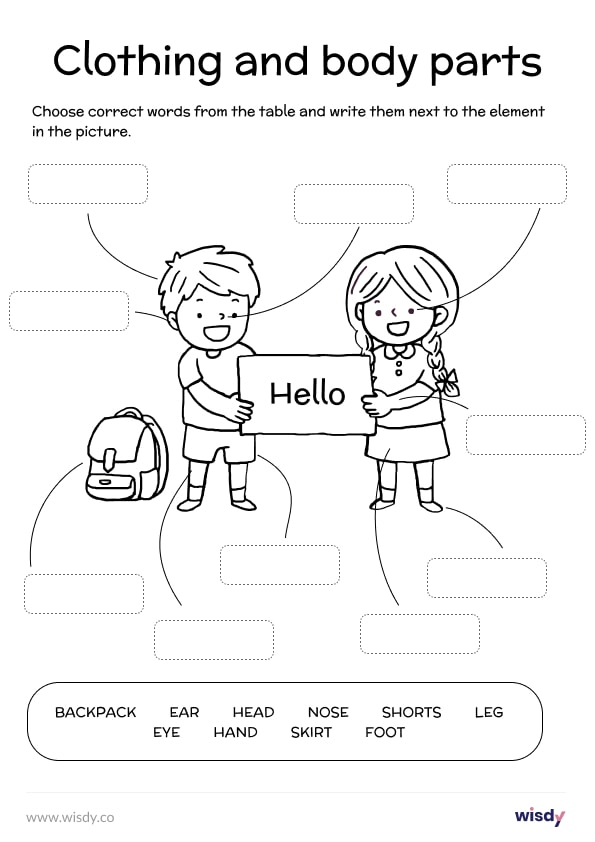 Clothing and body parts
Choose correct words from the table and write them next to the element
in the picture.
Hello
BACKPACK EAR HEAD NOSE SHORTS LEG
EYE HAND SKIRT FOOT
www.wisdy.co
wisdy